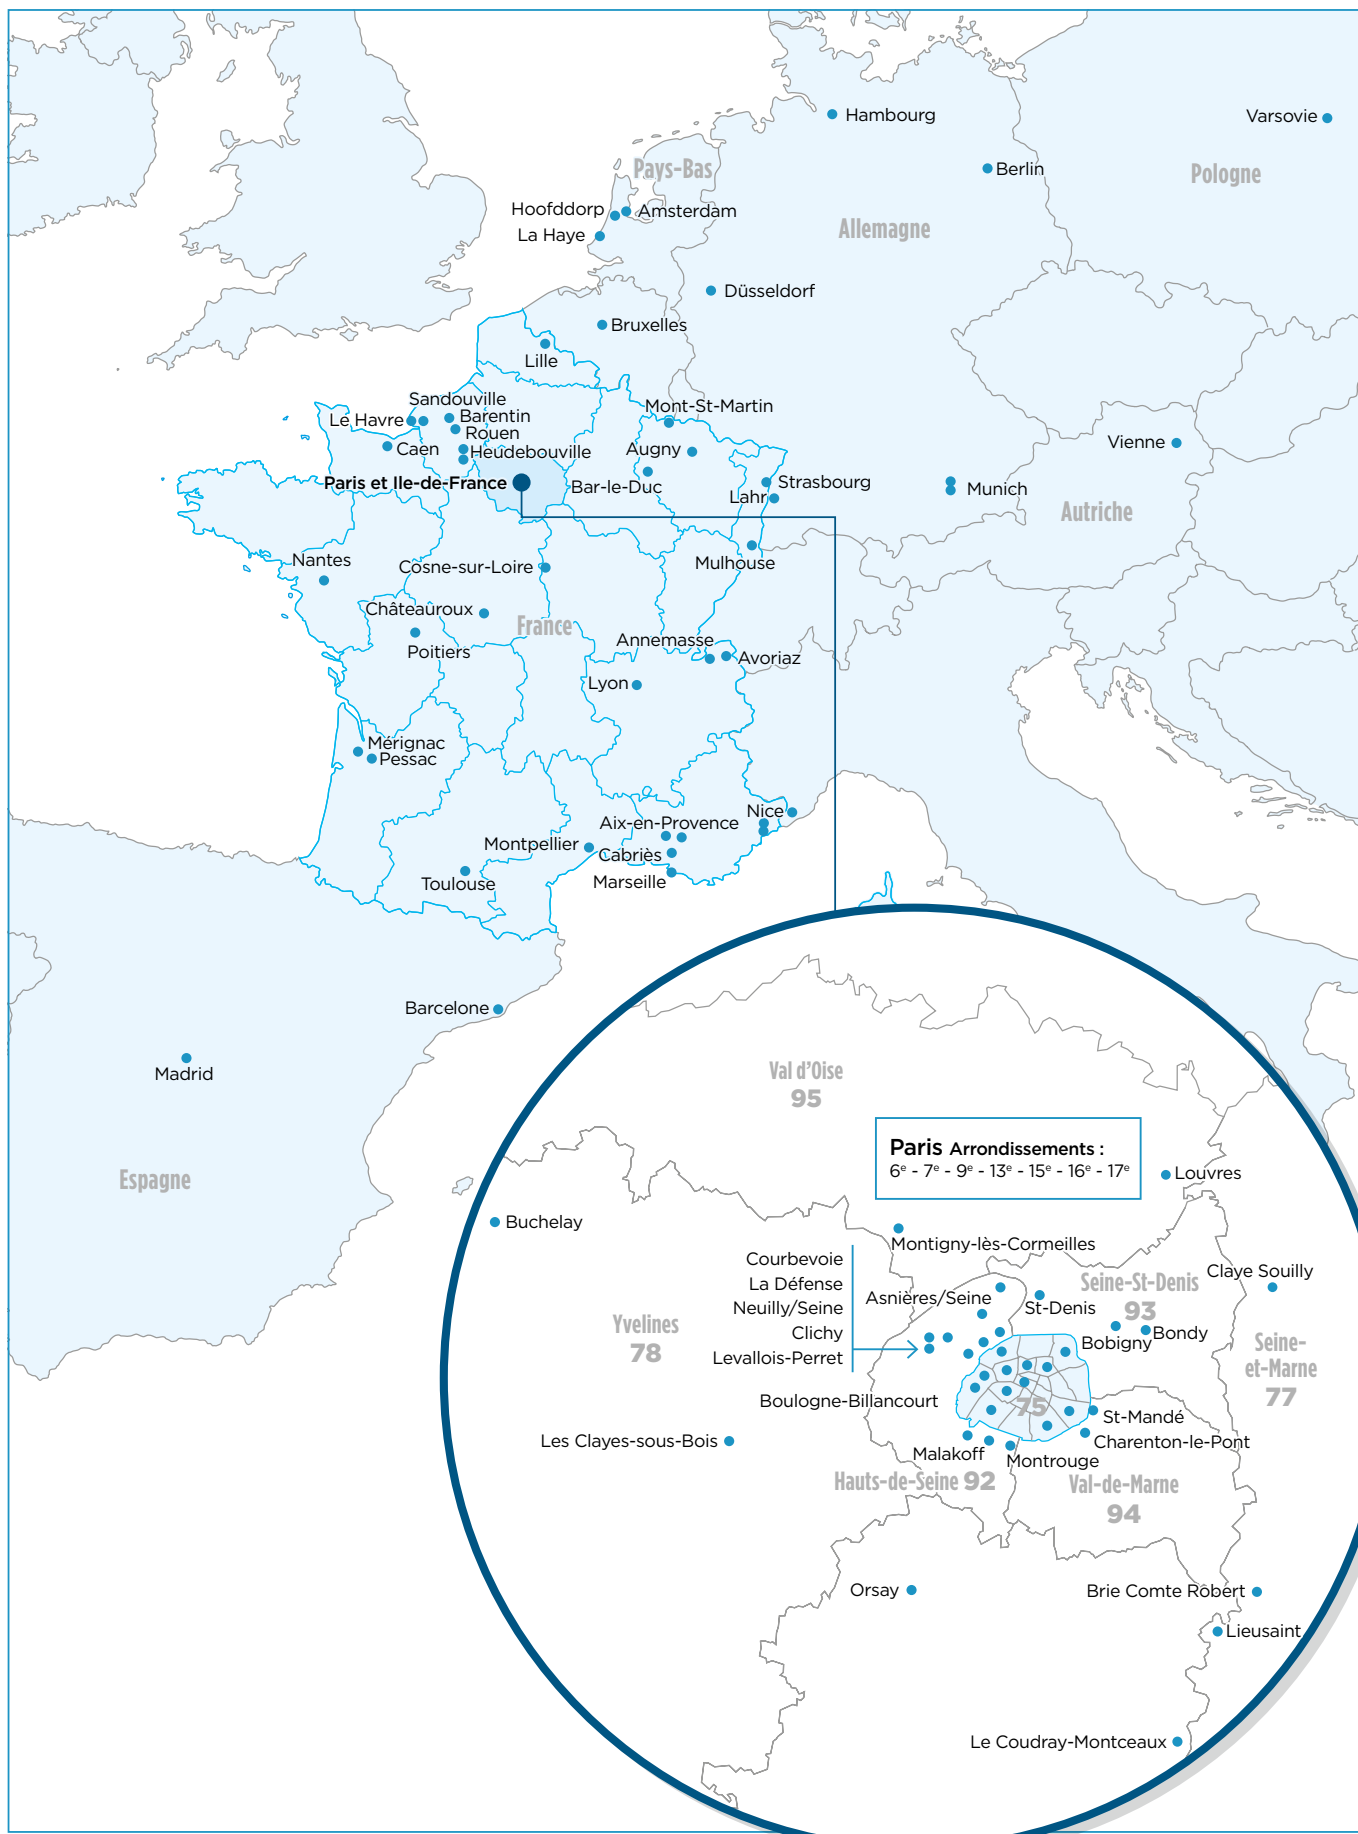 Hambourg
Varsovie
Pays-Bas
Berlin
Pologne
Hoofddorp
Amsterdam
La Haye
Allemagne
Düsseldorf
Bruxelles
Lille
Sandouville
Mont-St-Martin
Le Havre
Barentin
Rouen
Caen
Heudebouville
Augny
Vienne
Paris et Ile-de-France
Bar-le-Duc
Strasbourg
Lahr
Munich
Autriche
Nantes
Cosne-sur-Loire
Mulhouse
Châteauroux
France
Annemasse
Poitiers
Avoriaz
Lyon
Mérignac
Pessac
Nice
Aix-en-Provence
Montpellier
Cabriès
Toulouse
Marseille
Barcelone
Madrid
Val d'Oise
95
Paris Arrondissements :
6e - 7e - 9e - 13e - 15e - 16e - 17e
Espagne
Louvres
Buchelay
Montigny-lès-Cormeilles
Courbevoie
La Défense
Neuilly/Seine
Clichy
Levallois-Perret
Claye Souilly
Seine-St-Denis
93
Asnières/Seine
St-Denis
Yvelines
78
Bobigny
Bondy
Seine-
et-Marne
77
Boulogne-Billancourt
75
St-Mandé
Les Clayes-sous-Bois
Charenton-le-Pont
Malakoff
Montrouge
Hauts-de-Seine 92
Val-de-Marne
94
Orsay
Brie Comte Robert
Lieusaint
Le Coudray-Montceaux